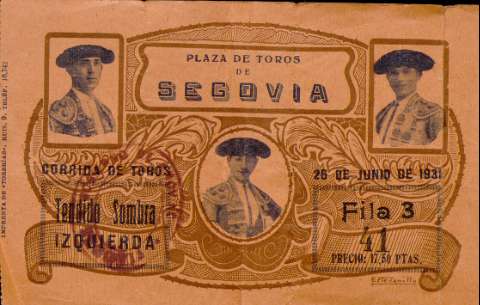 PLAZA DE TOROS
DE
SEGOVIA
CORRIDA DE TOROS
26 DE JUNIO DE 1931
Tendido Sombra
IZQUIERDA
Fila 3
41
PRECIO: 17,50 PTAS.